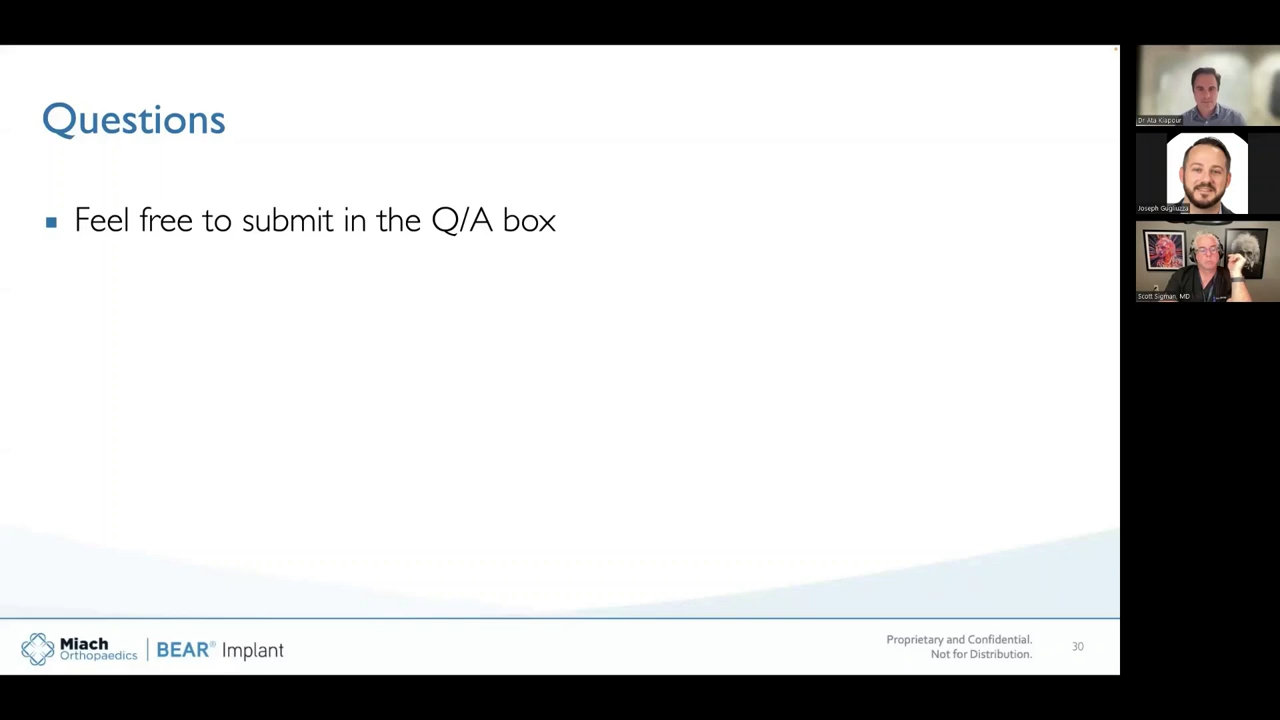 Questions
▪ Feel free to submit in the Q/A box
Miach
Orthopaedics
BEAR® Implant
Proprietary and Confidential.
Not for Distribution.
30
Dr Ata Kiapour
Joseph Gugliuzza
Scott Sigman, MD